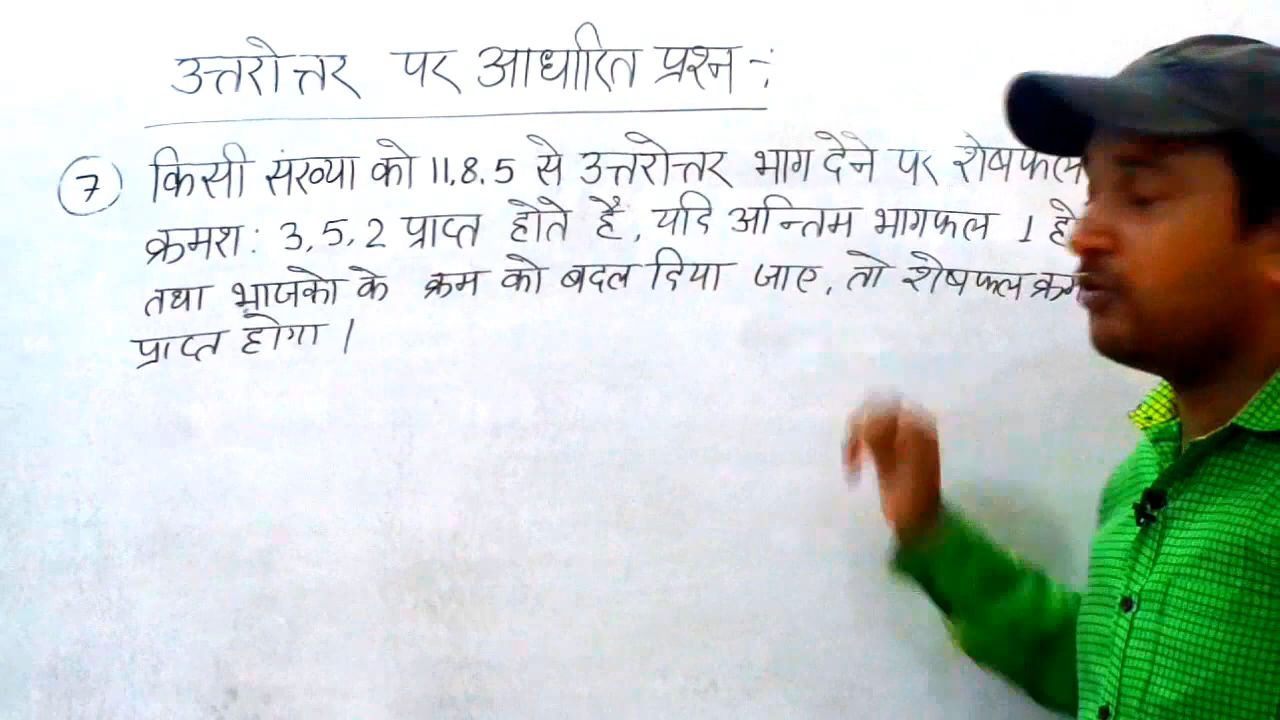 उत्तरोत्तर पर आधारित प्रश्न -:
7 किसी संख्या को 11, 8, 5 से उत्तरोत्तर भाग देने पर शेषफल
क्रमश: 3, 5, 2 प्राप्त होते है, यदि अन्तिम भागफल 1 हो
तथा भाजको के क्रम को बदल दिया जाए, तो शेषफल
प्राप्त होगा ।